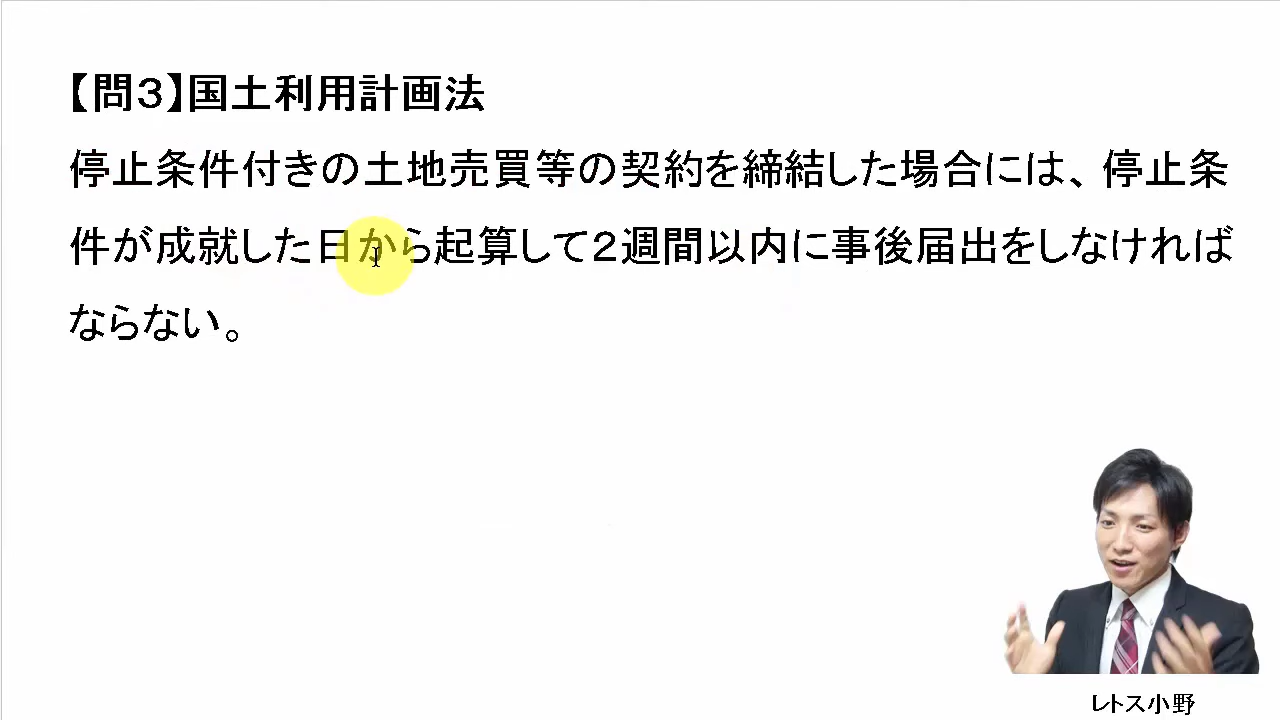 【問３】国土利用計画法
停止条件付きの土地売買等の契約を締結した場合には、停止条
件が成就した日から起算して２週間以内に事後届出をしなければ
ならない。
レトス小野